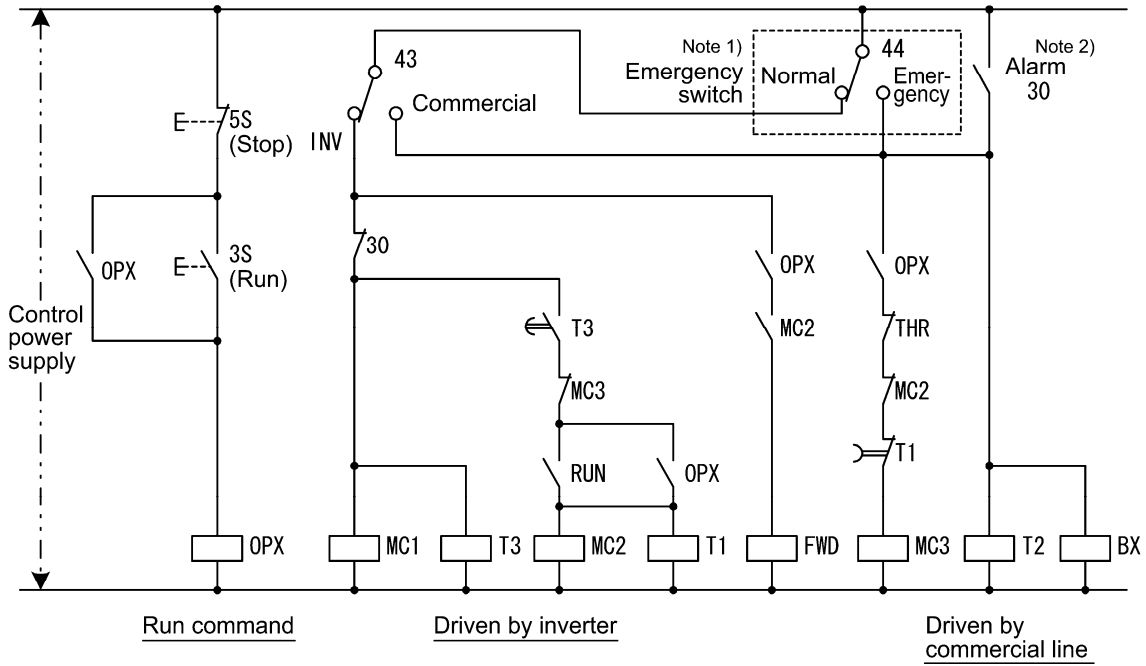 Note 1)
Emergency
switch
Normal
44
Emer-
gency
Note 2)
Alarm
30
43
Commercial
INV
E
5S
(Stop)
OPX
E
3S
(Run)
30
Control
power
supply
T3
MC3
RUN
OPX
OPX
MC2
OPX
THR
MC2
T1
OPX
MC1
T3
MC2
T1
FWD
MC3
T2
BX
Run command
Driven by inverter
Driven by
commercial line